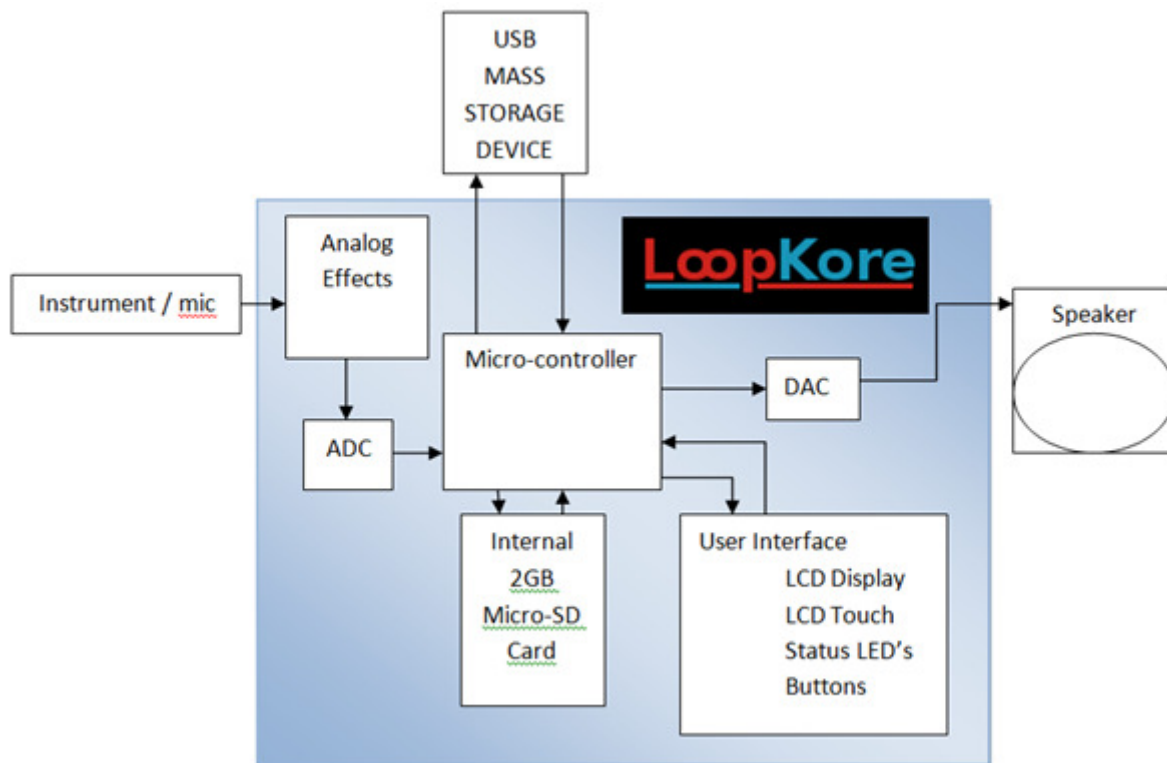 USB
MASS
STORAGE
DEVICE
Analog
Effects
LoopKore
Instrument / mic
Speaker
Micro-controller
DAC
ADC
Internal
2GB
Micro-SD
Card
User Interface
LCD Display
LCD Touch
Status LED’s
Buttons